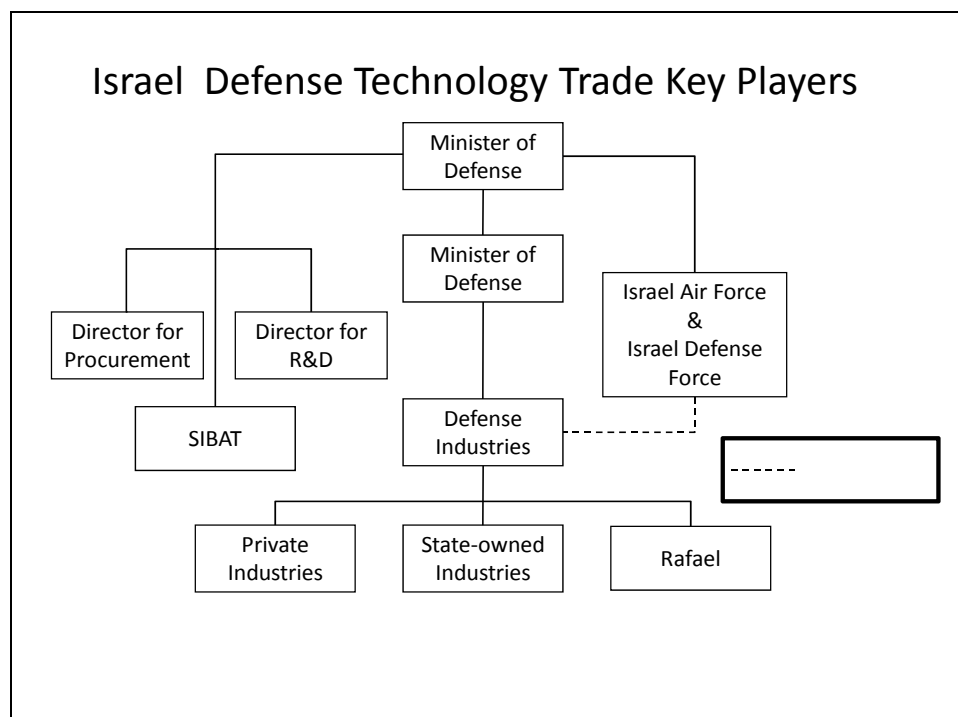 Israel  Defense Technology Trade Key Players
Minister of
Defense
Minister of
Defense
Israel Air Force
&
Israel Defense
Force
Director for
Procurement
Director for
R&D
SIBAT
Defense
Industries
Private
Industries
State-owned
Industries
Rafael